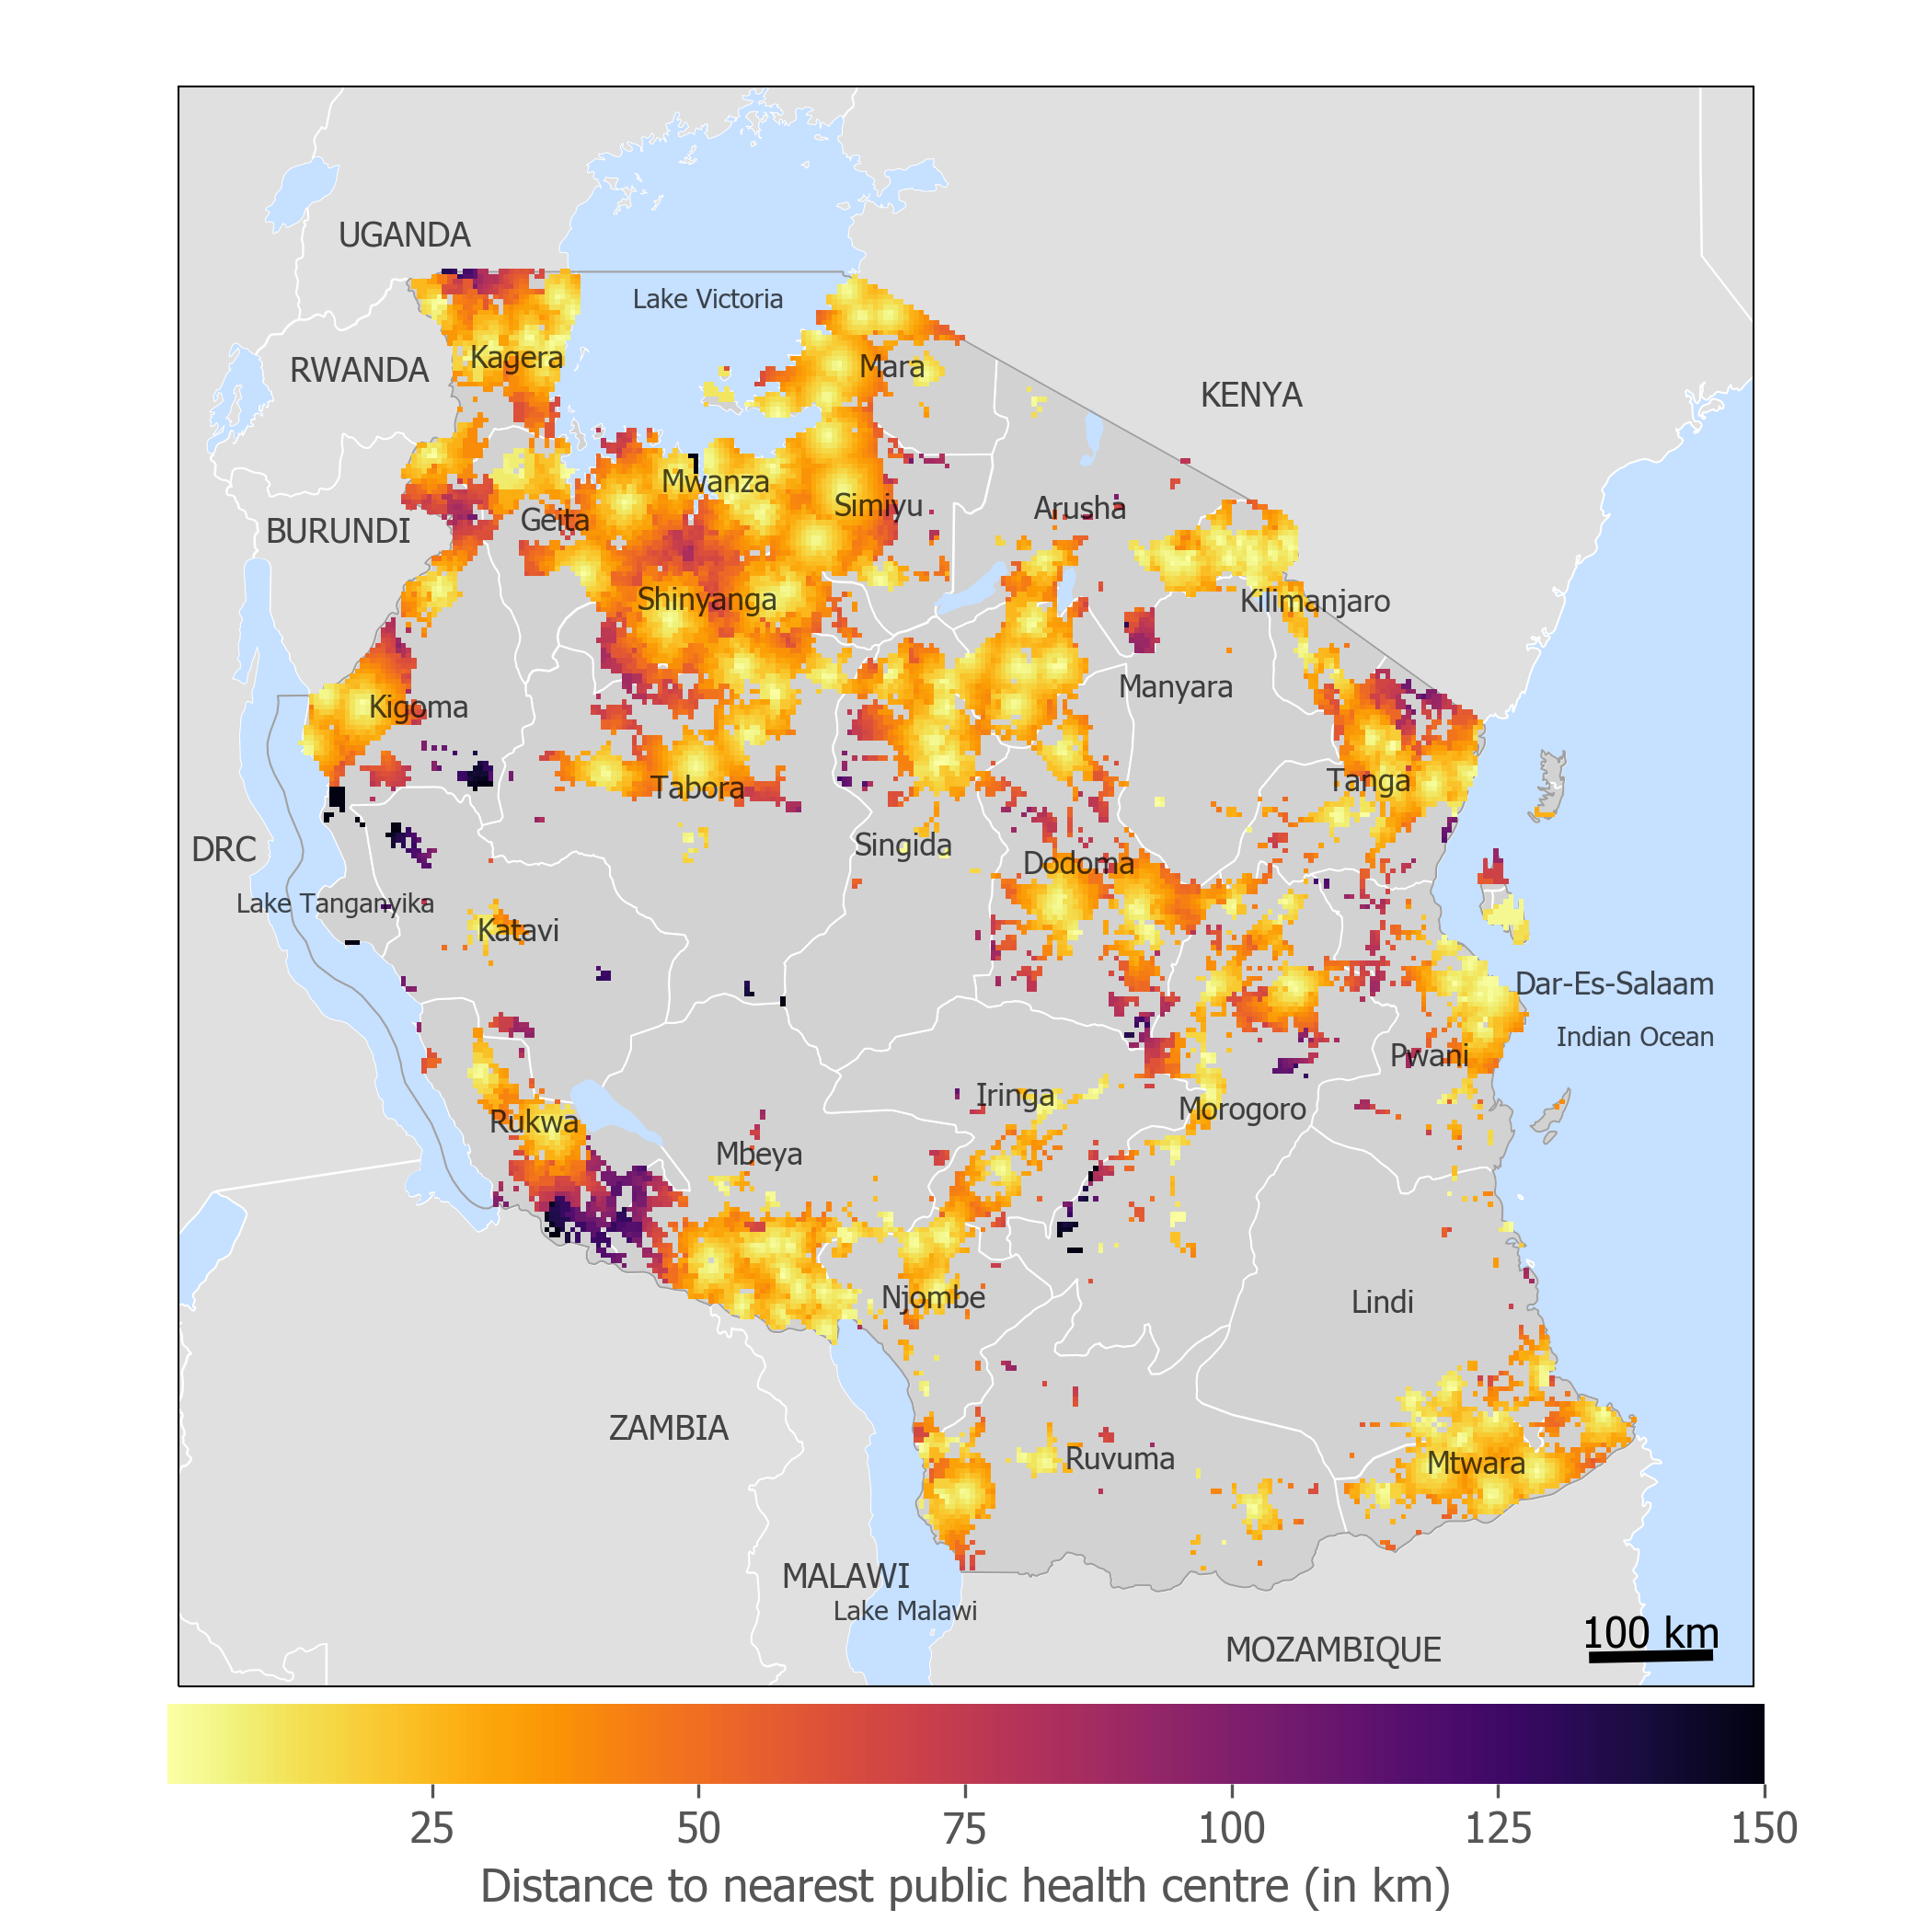 UGANDA
Lake Victoria
Kagera
RWANDA
Mara
KENYA
Mwanza
Simiyu
Arusha
Geita
BURUNDI
Shinyanga
Kilimanjaro
Manyara
Kigoma
Tanga
Tabora
Singida
DRC
Dodoma
Lake Tanganyika
Katavi
Dar-Es-Salaam
Indian Ocean
Pwani
Iringa
Morogoro
Rukwa
Mbeya
Njombe
Lindi
ZAMBIA
Ruvuma
Mtwara
MALAWI
Lake Malawi
100 km
MOZAMBIQUE
25 50 75 100 125 150
Distance to nearest public health centre (in km)